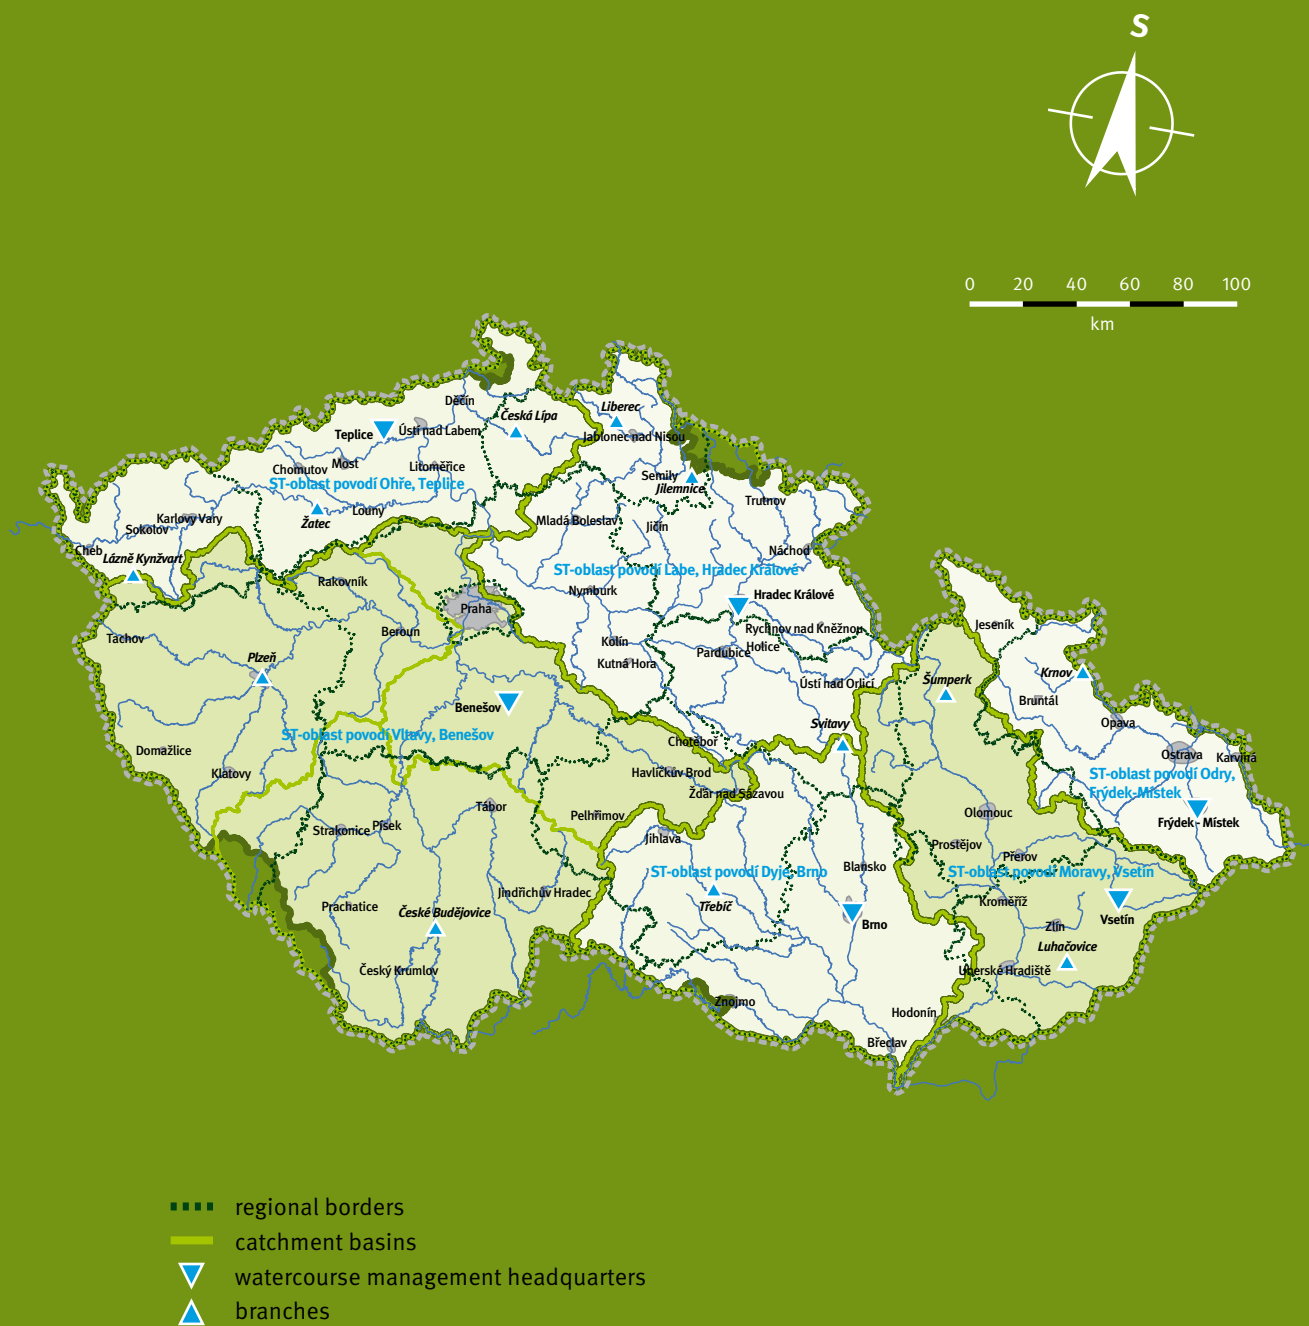 S
0 20 40 60 80 100
km
Děčín
Liberec
Česká Lípa
Ústí nad Labem
Teplice
Jablonec nad Nisou
Chomutov
Most
Litoměřice
Semily
ST-oblast povodí Ohře, Teplice
Jilemnice
Trutnov
Louny
Žatec
Karlovy Vary
Sokolov
Mladá Boleslav
Jičín
Cheb
Lázně Kynžvart
Náchod
ST-oblast povodí Labe, Hradec Králové
Rakovník
Nymburk
Hradec Králové
Praha
Jeseník
Tachov
Beroun
Rychnov nad Kněžnou
Kolín
Holice
Pardubice
Plzeň
Kutná Hora
Krnov
Šumperk
Ústí nad Orlicí
Bruntál
Benešov
Svitavy
Opava
ST-oblast povodí Vltavy, Benešov
Chotěboř
Domažlice
Ostrava
Karviná
Klatovy
Havlíčkův Brod
ST-oblast povodí Odry,
Frýdek-Místek
Žďár nad Sázavou
Tábor
Pelhřimov
Olomouc
Frýdek - Místek
Strakonice
Písek
Jihlava
Prostějov
Přerov
Blansko
ST-oblast povodí Dyje, Brno
ST-oblast povodí Moravy, Vsetín
Jindřichův Hradec
Kroměříž
Prachatice
České Budějovice
Třebíč
Vsetín
Brno
Zlín
Luhačovice
Český Krumlov
Uherské Hradiště
Znojmo
Hodonín
Břeclav
regional borders
catchment basins
watercourse management headquarters
branches